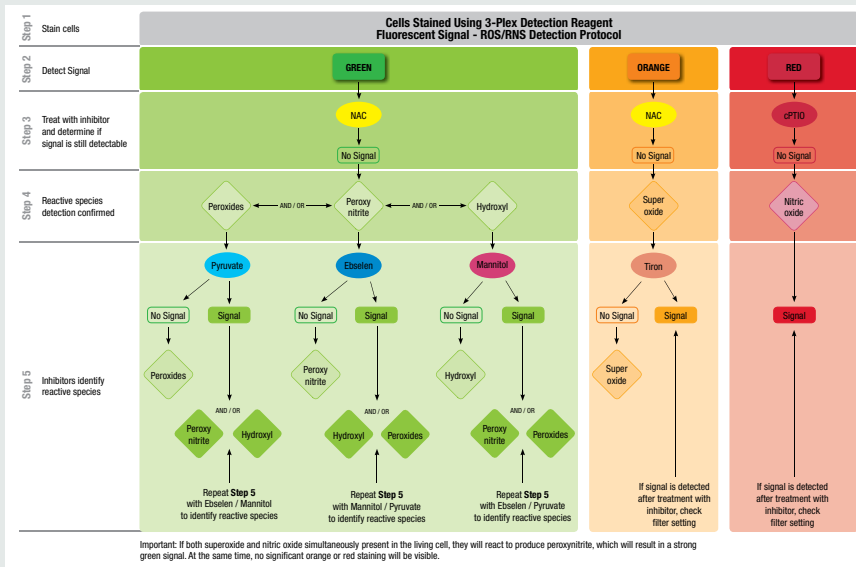 Step 1
Stain cells
Cells Stained Using 3-Plex Detection Reagent
Fluorescent Signal - ROS/RNS Detection Protocol
Step 2
Detect Signal
GREEN
ORANGE
RED
Step 3
Treat with inhibitor
and determine if
signal is still detectable
NAC
NAC
cPTIO
No Signal
No Signal
No Signal
Step 4
Reactive species
detection confirmed
Peroxides
AND / OR
Peroxy
nitrite
AND / OR
Hydroxyl
Super
oxide
Nitric
oxide
Step 5
Inhibitors identify
reactive species
Pyruvate
Ebselen
Mannitol
Tiron
No Signal
Signal
No Signal
Signal
No Signal
Signal
No Signal
Signal
Signal
Peroxides
Peroxy
nitrite
Hydroxyl
Super
oxide
AND / OR
AND / OR
AND / OR
Peroxy
nitrite
Hydroxyl
Hydroxyl
Peroxides
Peroxy
nitrite
Peroxides
Repeat Step 5
with Ebselen / Mannitol
to identify reactive species
Repeat Step 5
with Mannitol / Pyruvate
to identify reactive species
Repeat Step 5
with Ebselen / Pyruvate
to identify reactive species
If signal is detected
after treatment with
inhibitor, check
filter setting
If signal is detected
after treatment with
inhibitor, check
filter setting
Important: If both superoxide and nitric oxide simultaneously present in the living cell, they will react to produce peroxynitrite, which will result in a strong
green signal. At the same time, no significant orange or red staining will be visible.